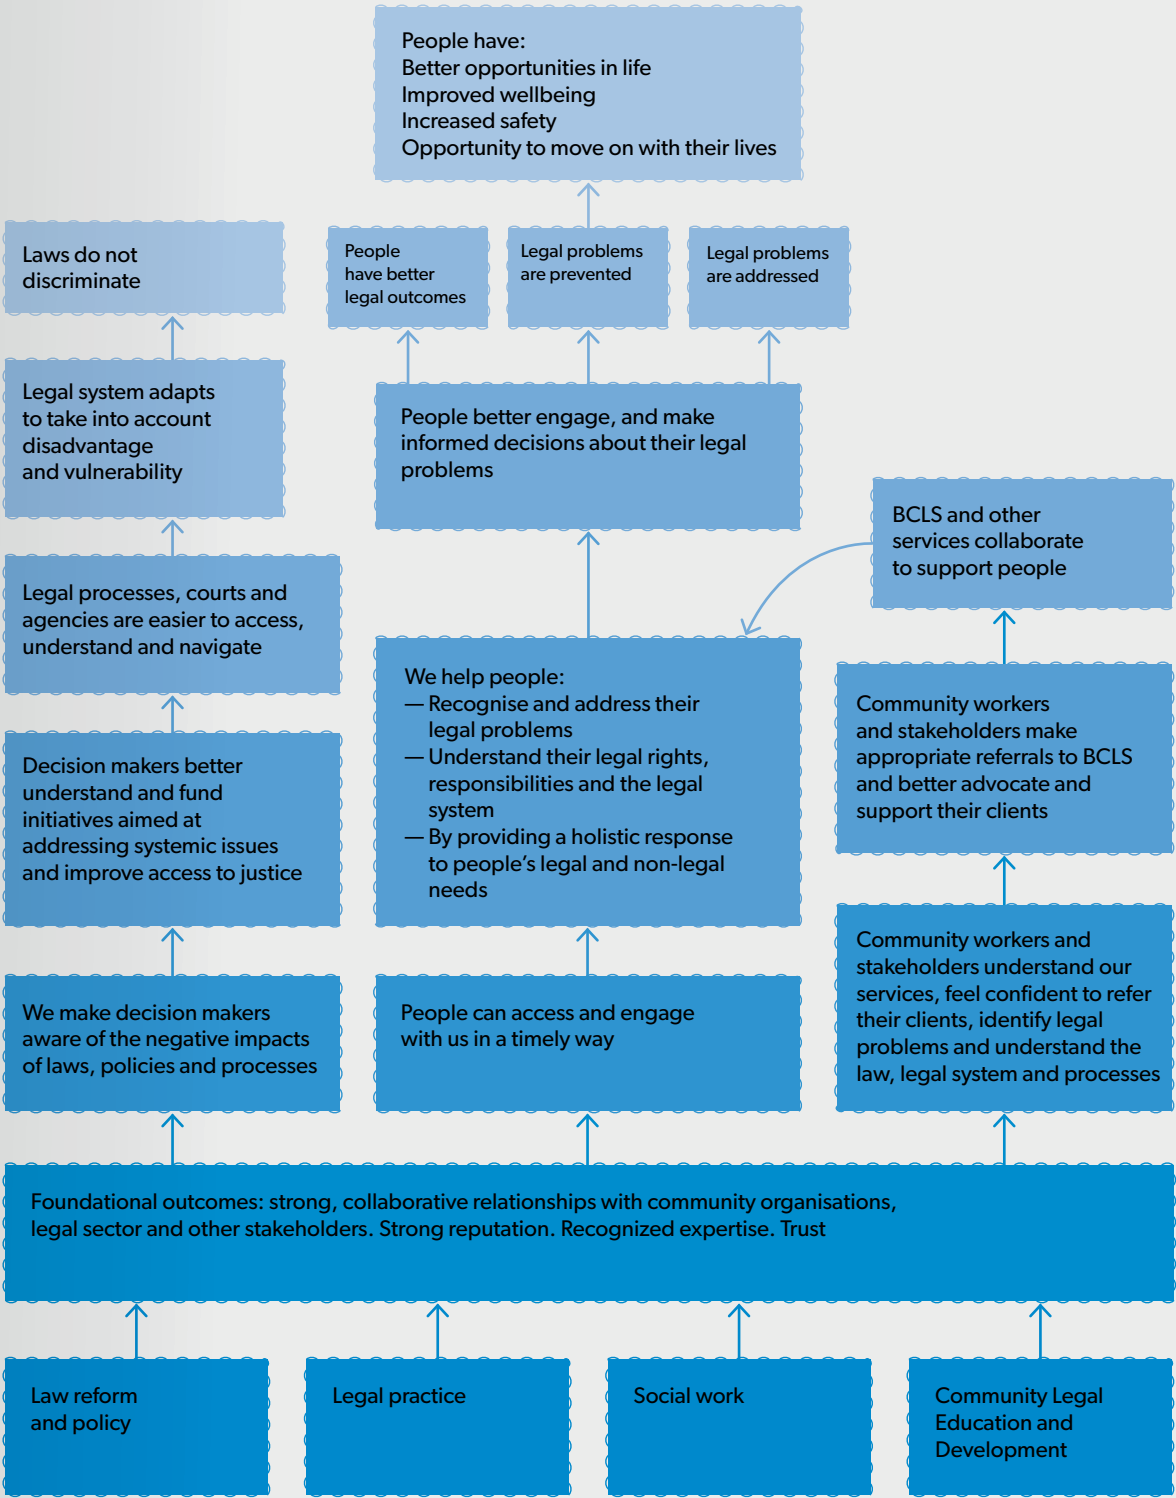 People have:
Better opportunities in life
Improved wellbeing
Increased safety
Opportunity to move on with their lives
Laws do not
discriminate
People
have better
legal outcomes
Legal problems
are prevented
Legal problems
are addressed
Legal system adapts
to take into account
disadvantage
and vulnerability
People better engage, and make
informed decisions about their legal
problems
BCLS and other
services collaborate
to support people
Legal processes, courts and
agencies are easier to access,
understand and navigate
We help people:
— Recognise and address their
legal problems
— Understand their legal rights,
responsibilities and the legal
system
— By providing a holistic response
to people's legal and non-legal
needs
Community workers
and stakeholders make
appropriate referrals to BCLS
and better advocate and
support their clients
Decision makers better
understand and fund
initiatives aimed at
addressing systemic issues
and improve access to justice
Community workers and
stakeholders understand our
services, feel confident to refer
their clients, identify legal
problems and understand the
law, legal system and processes
We make decision makers
aware of the negative impacts
of laws, policies and processes
People can access and engage
with us in a timely way
Foundational outcomes: strong, collaborative relationships with community organisations,
legal sector and other stakeholders. Strong reputation. Recognized expertise. Trust
Law reform
and policy
Legal practice
Social work
Community Legal
Education and
Development